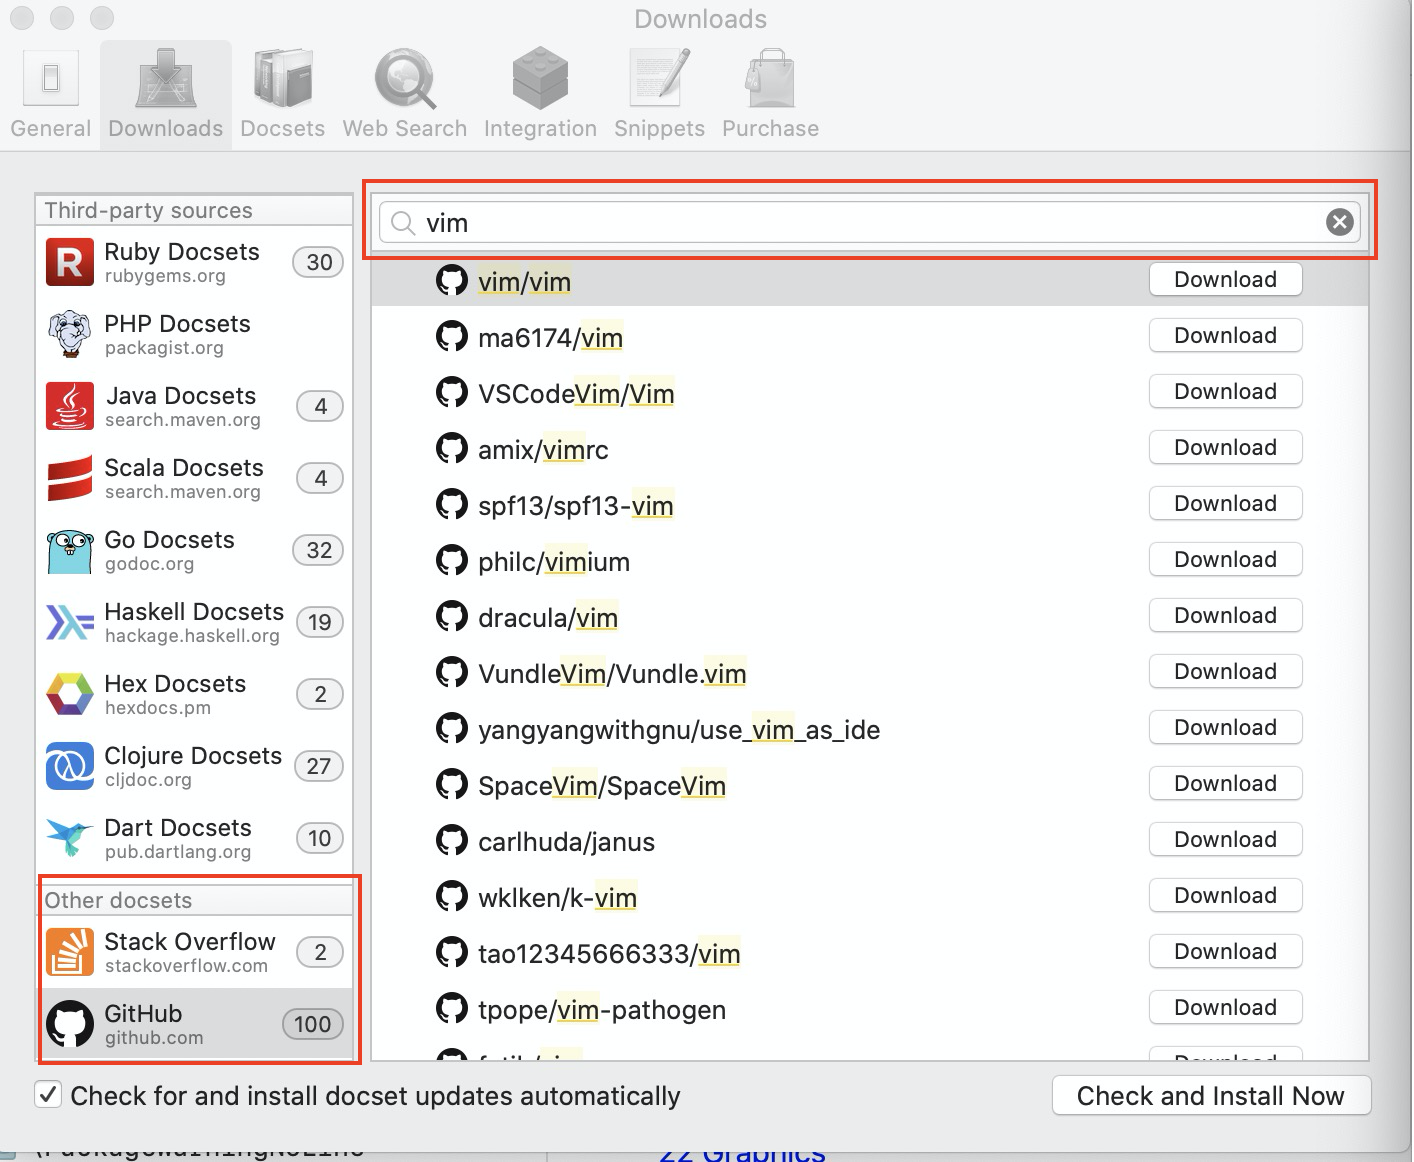 Downloads
General
Downloads
Docsets
Web Search
Integration
Snippets
Purchase
Third-party sources
Ruby Docsets
rubygems.org
30
PHP Docsets
packagist.org
Java Docsets
search.maven.org
4
Scala Docsets
search.maven.org
4
Go Docsets
godoc.org
32
Haskell Docsets
hackage.haskell.org
19
Hex Docsets
hexdocs.pm
2
Clojure Docsets
cljdoc.org
27
Dart Docsets
pub.dartlang.org
10
Other docsets
Stack Overflow
stackoverflow.com
2
GitHub
github.com
100
vim
vim/vim Download
ma6174/vim Download
VSCodeVim/Vim Download
amix/vimrc Download
spf13/spf13-vim Download
philc/vimium Download
dracula/vim Download
VundleVim/Vundle.vim Download
yangyangwithgnu/use_vim_as_ide Download
SpaceVim/SpaceVim Download
carlhuda/janus Download
wklken/k-vim Download
tao12345666333/vim Download
tpope/vim-pathogen Download
Download
Check for and install docset updates automatically
Check and Install Now
22 Graphics